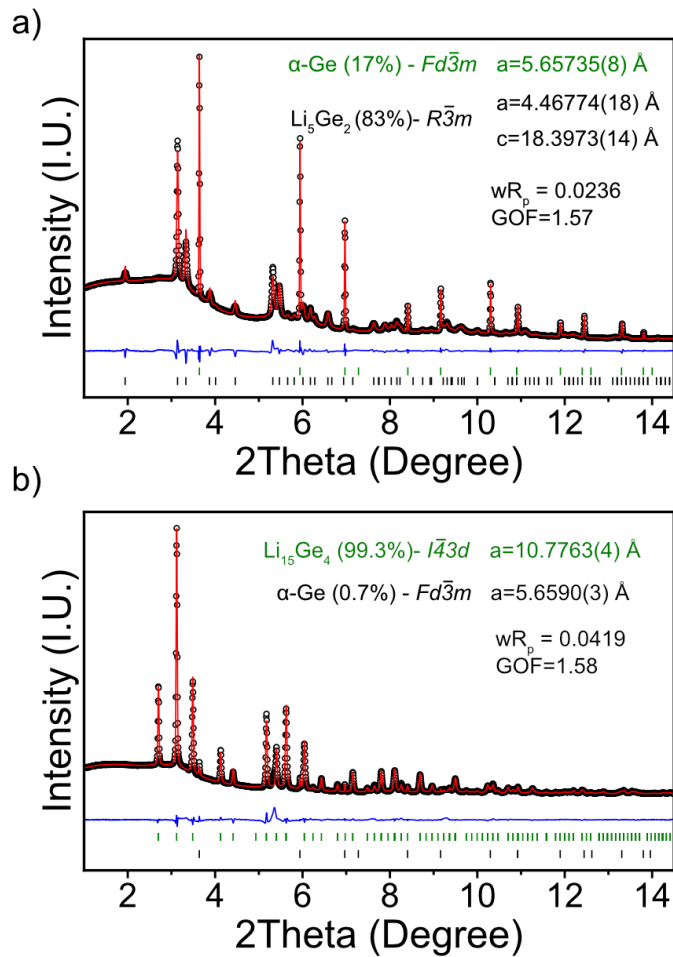 a)
α-Ge (17%) - Fd3̅m a=5.65735(8) Å
Li₅Ge₂ (83%)- R3̅m a=4.46774(18) Å
c=18.3973(14) Å
wRₚ = 0.0236
GOF=1.57
Intensity (I.U.)
2 4 6 8 10 12 14
2Theta (Degree)
b)
Li₁₅Ge₄ (99.3%)- I4̅3d a=10.7763(4) Å
α-Ge (0.7%) - Fd3̅m a=5.6590(3) Å
wRₚ = 0.0419
GOF=1.58
Intensity (I.U.)
2 4 6 8 10 12 14
2Theta (Degree)